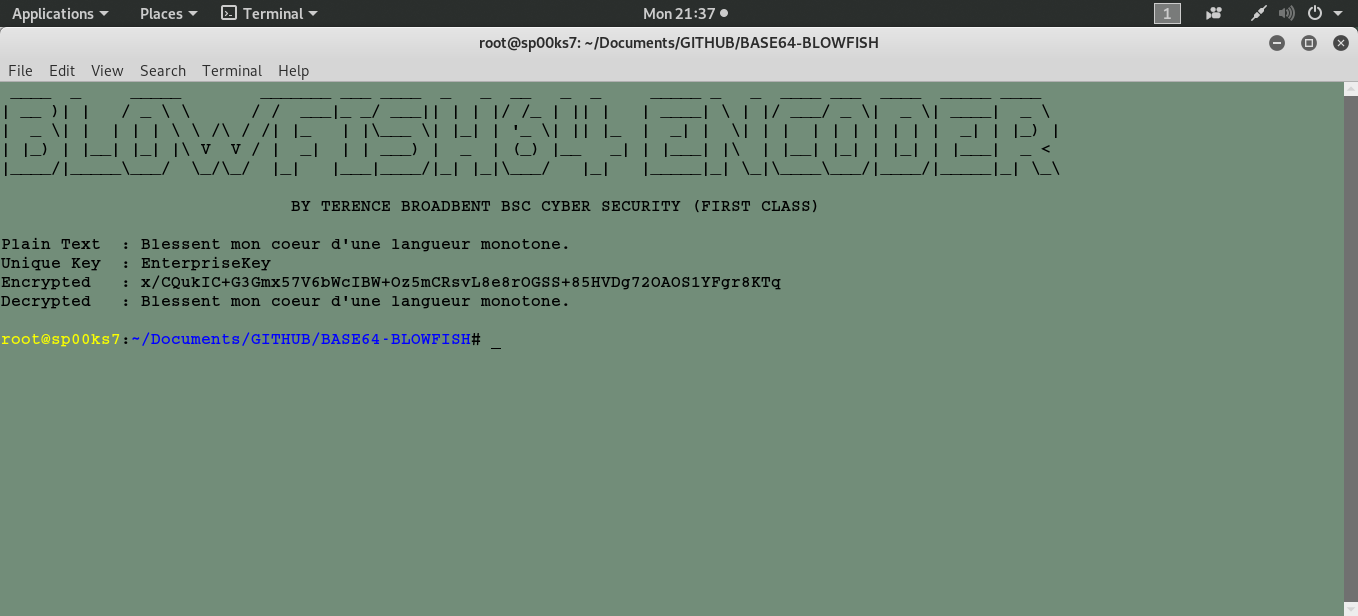 Applications Places Terminal Mon 21:37 1
root@sp00ks7: ~/Documents/GITHUB/BASE64-BLOWFISH
File Edit View Search Terminal Help
BLOWFISH64 ENCODER
BY TERENCE BROADBENT BSC CYBER SECURITY (FIRST CLASS)
Plain Text : Blessent mon coeur d'une langueur monotone.
Unique Key : EnterpriseKey
Encrypted : x/CQukIC+G3Gmx57V6bWcIBW+Oz5mCRsvL8e8rOGSS+85HVDg72OAOS1YFgr8KTq
Decrypted : Blessent mon coeur d'une langueur monotone.
root@sp00ks7:~/Documents/GITHUB/BASE64-BLOWFISH# _